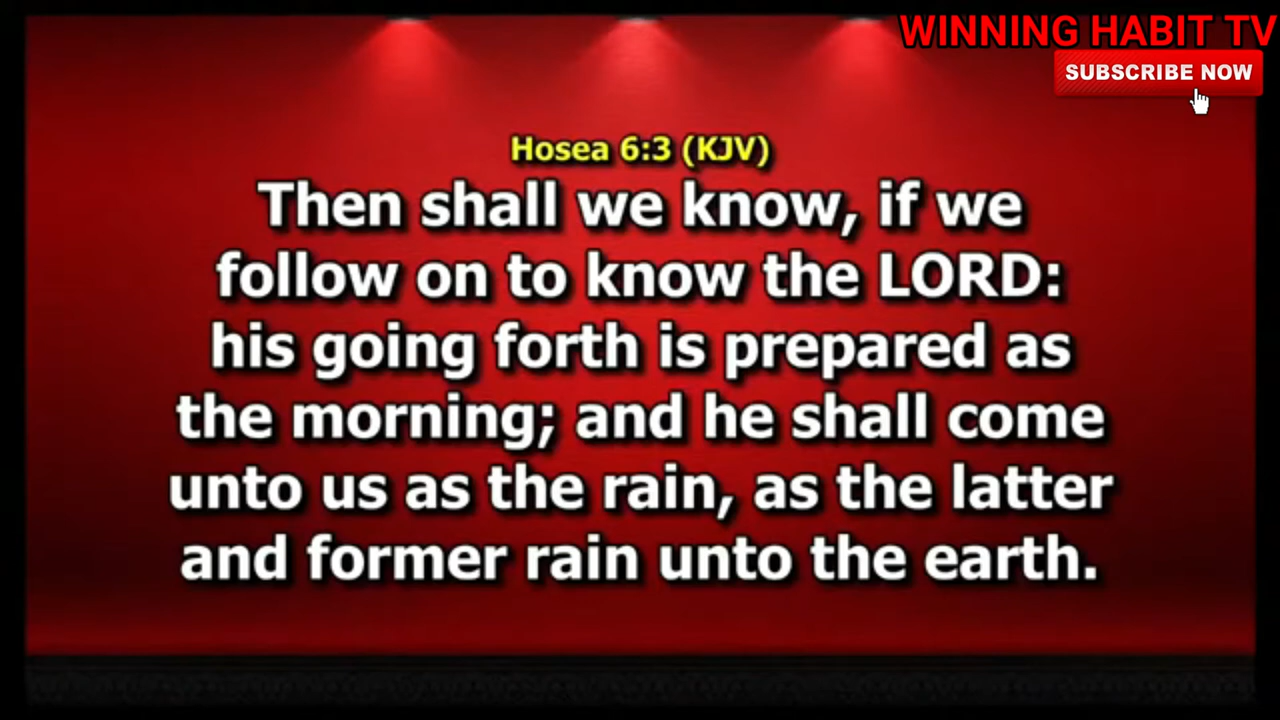 WINNING HABIT TV
SUBSCRIBE NOW
Hosea 6:3 (KJV)
Then shall we know, if we
follow on to know the LORD:
his going forth is prepared as
the morning; and he shall come
unto us as the rain, as the latter
and former rain unto the earth.